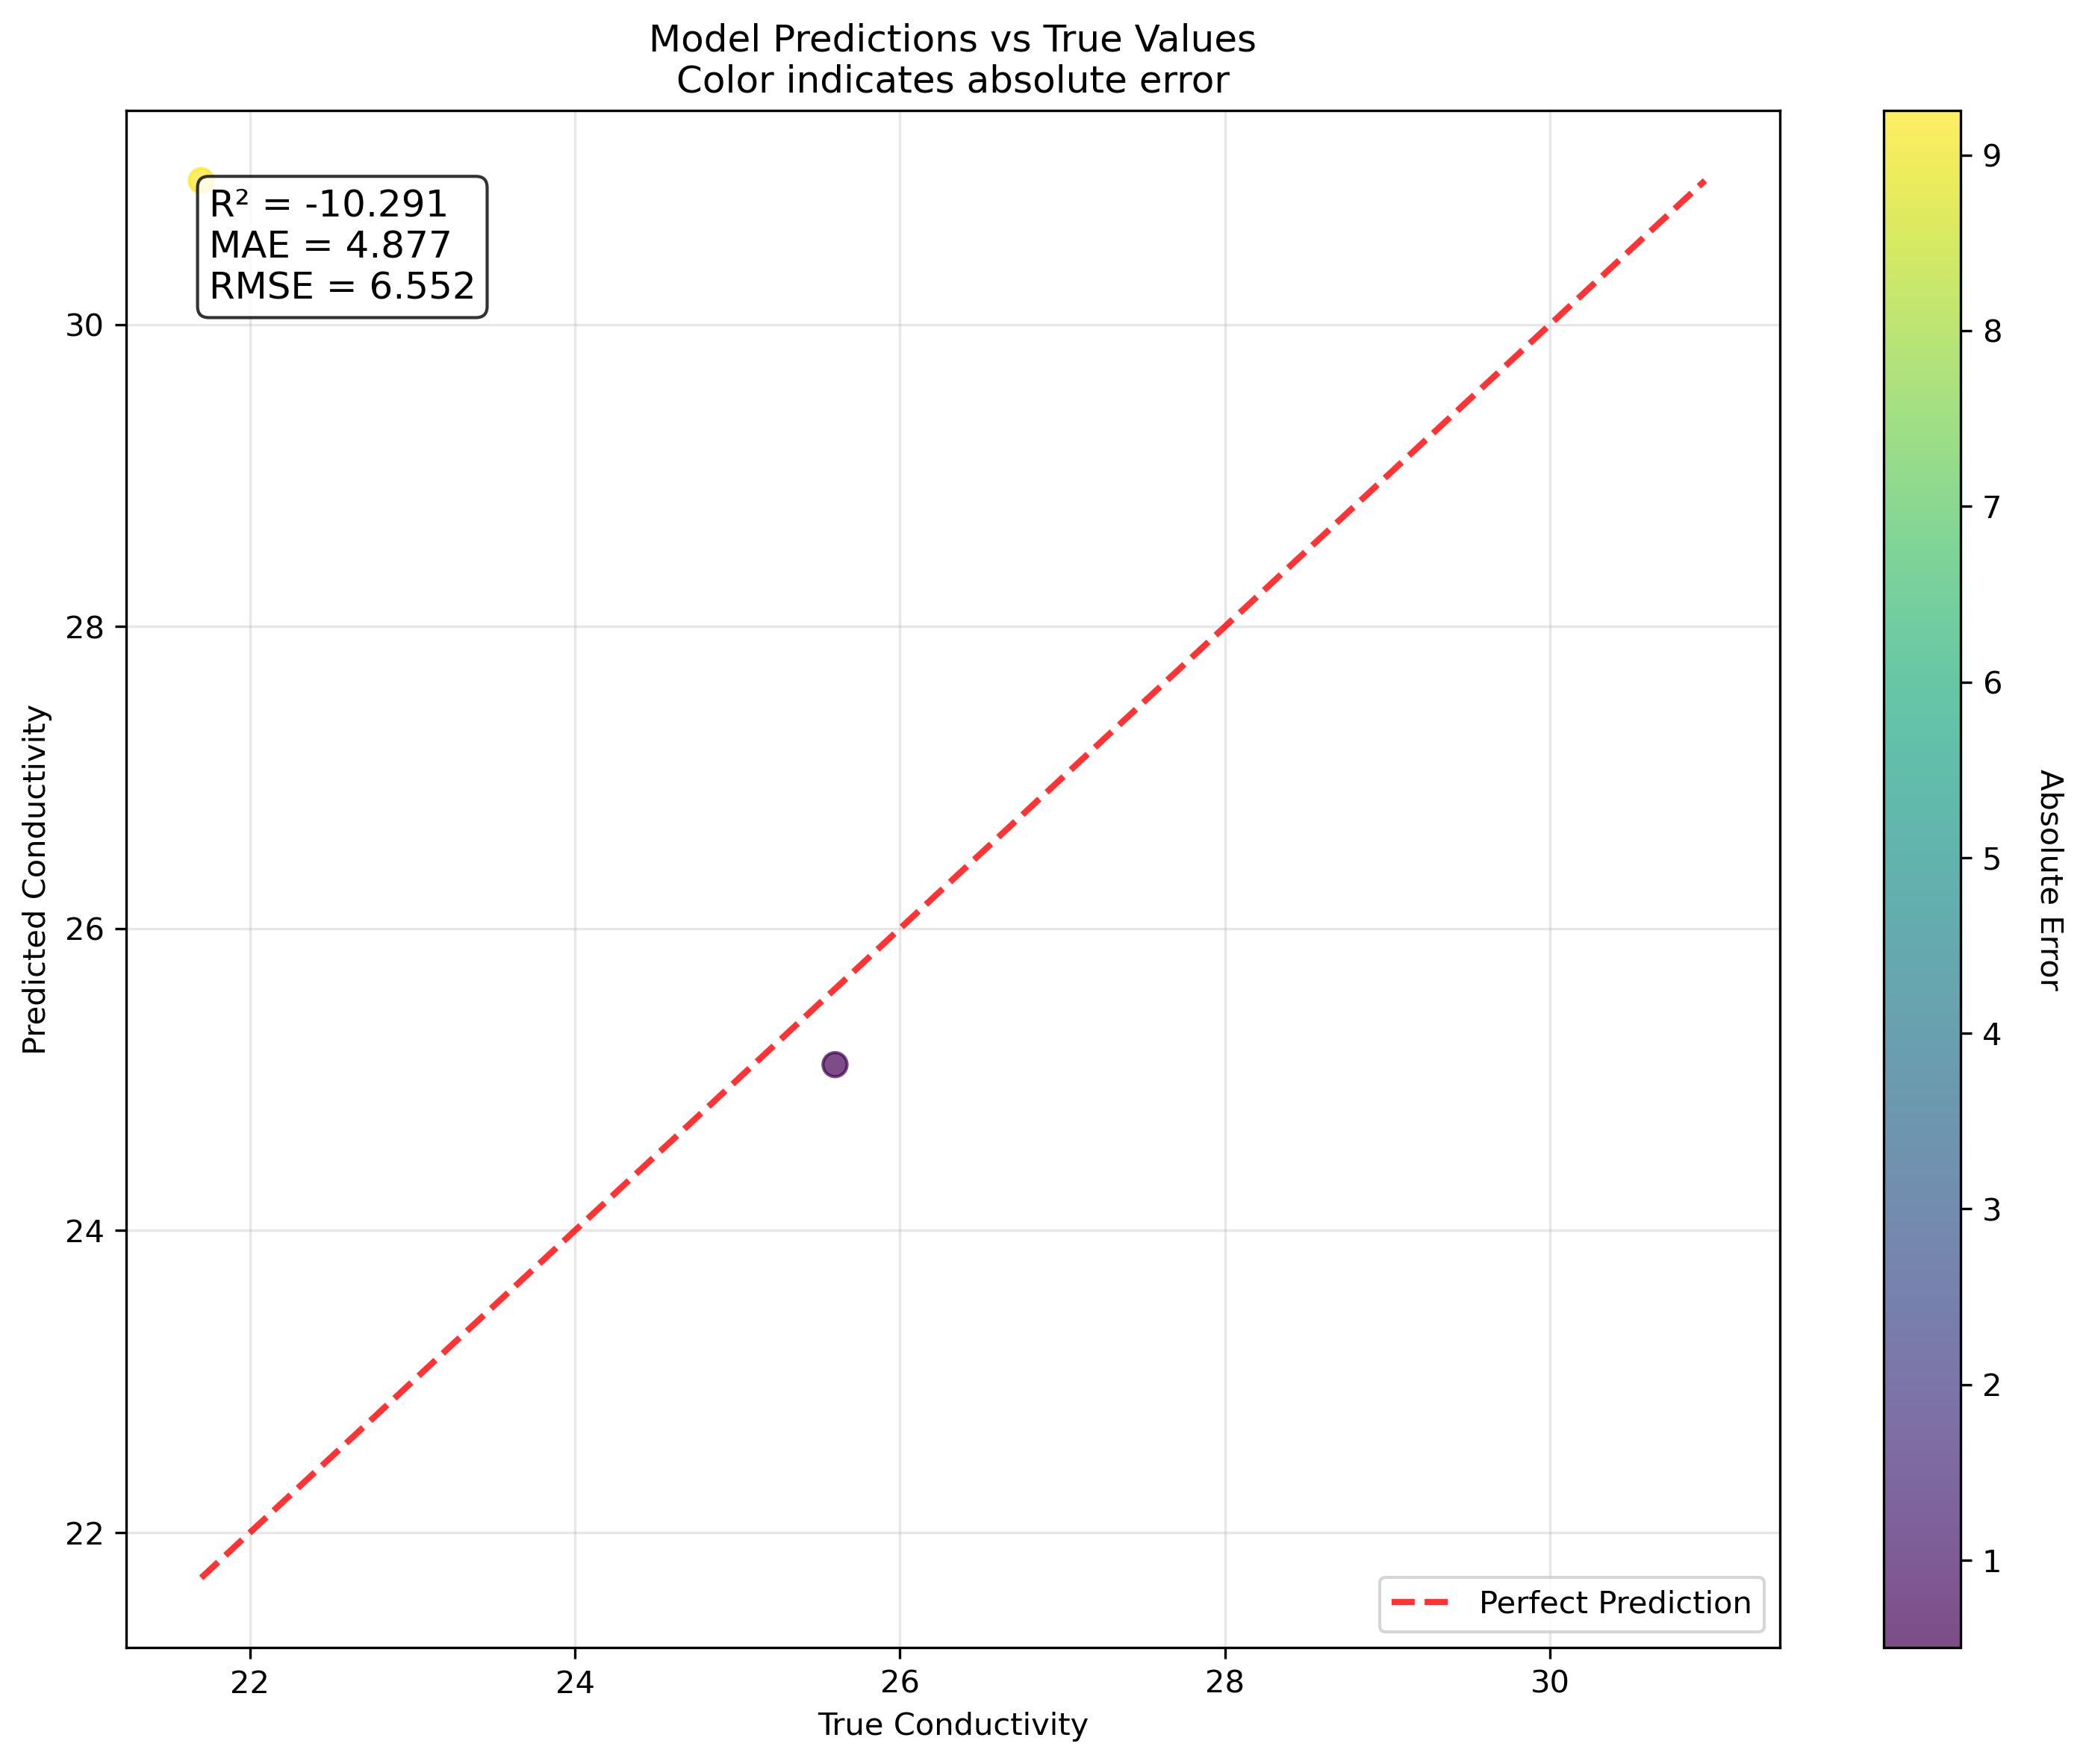 Model Predictions vs True Values
Color indicates absolute error
R² = -10.291
MAE = 4.877
RMSE = 6.552
30
28
26
24
22
Predicted Conductivity
22
24
26
28
30
True Conductivity
Perfect Prediction
9
8
7
6
5
4
3
2
1
Absolute Error